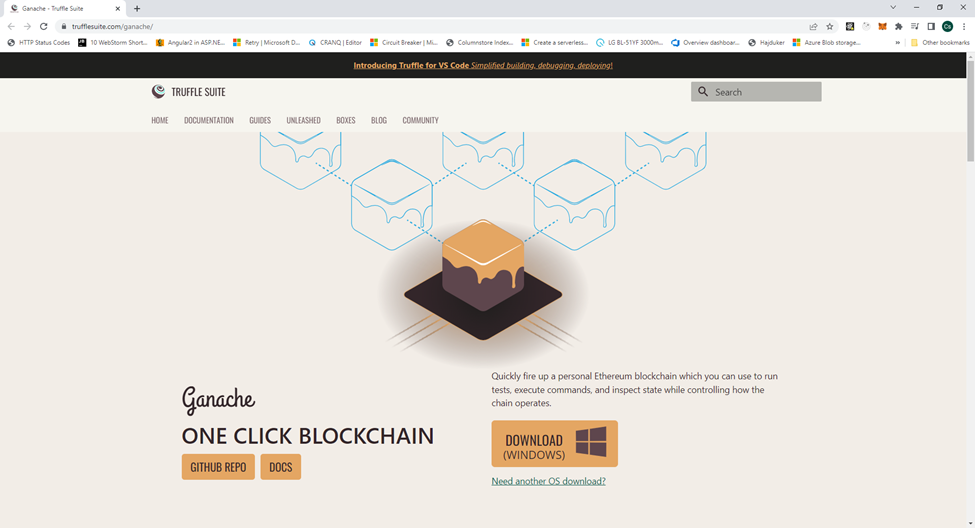 Ganache - Truffle Suite
trufflesuite.com/ganache/
HTTP Status Codes
10 WebStorm Short...
Angular2 in ASP.NE...
Retry | Microsoft D...
CRANQ | Editor
Circuit Breaker | Mi...
Columnstore Index...
Create a serverless...
LG BL-51YF 3000m...
Overview dashboar...
Hajduker
Azure Blob storage...
»
Other bookmarks
Introducing Truffle for VS Code Simplified building, debugging, deploying!
TRUFFLE SUITE
Search
HOME
DOCUMENTATION
GUIDES
UNLEASHED
BOXES
BLOG
COMMUNITY
Ganache
ONE CLICK BLOCKCHAIN
GITHUB REPO
DOCS
Quickly fire up a personal Ethereum blockchain which you can use to run
tests, execute commands, and inspect state while controlling how the
chain operates.
DOWNLOAD
(WINDOWS)
Need another OS download?